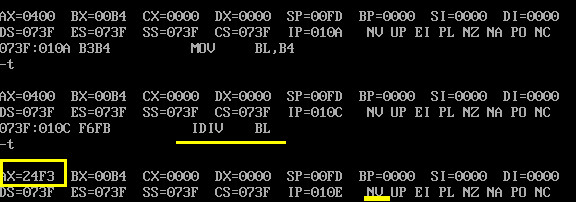 AX=0400 BX=00B4 CX=0000 DX=0000 SP=00FD BP=0000 SI=0000 DI=0000
DS=073F ES=073F SS=073F CS=073F IP=010A NV UP EI PL NZ NA PO NC
073F:010A B3B4 MOV BL,B4
-t
AX=0400 BX=00B4 CX=0000 DX=0000 SP=00FD BP=0000 SI=0000 DI=0000
DS=073F ES=073F SS=073F CS=073F IP=010C NV UP EI PL NZ NA PO NC
073F:010C F6FB IDIV BL
-t
AX=24F3 BX=00B4 CX=0000 DX=0000 SP=00FD BP=0000 SI=0000 DI=0000
DS=073F ES=073F SS=073F CS=073F IP=010E NV UP EI PL NZ NA PO NC